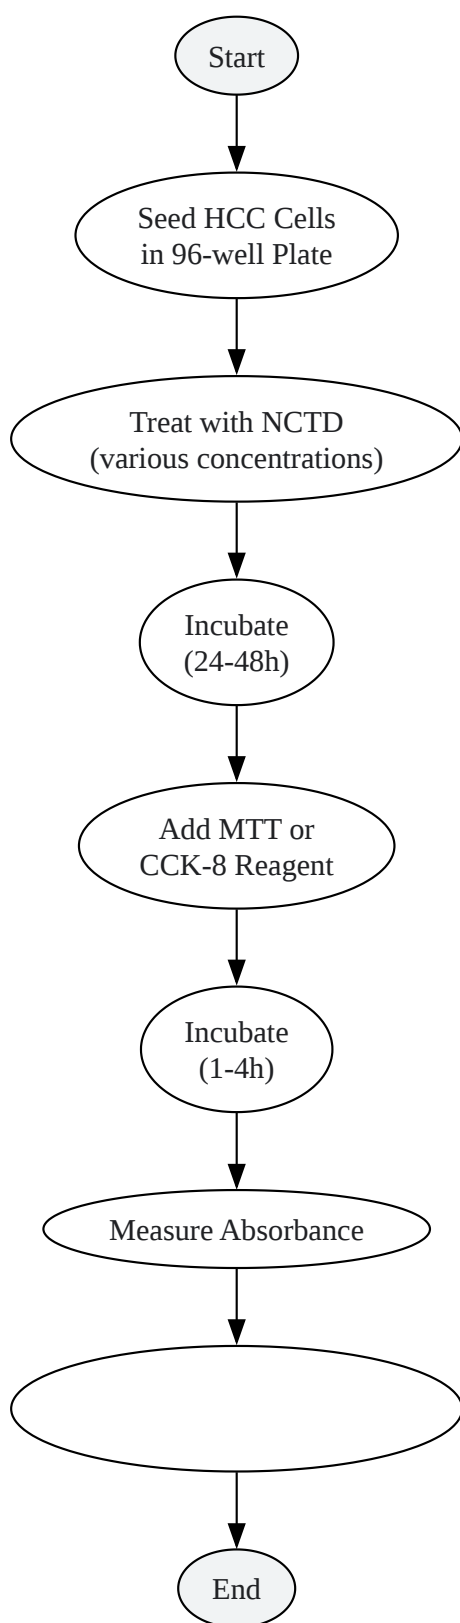 Start
Seed HCC Cells
in 96-well Plate
Treat with NCTD
(various concentrations)
Incubate
(24-48h)
Add MTT or
CCK-8 Reagent
Incubate
(1-4h)
Measure Absorbance
End